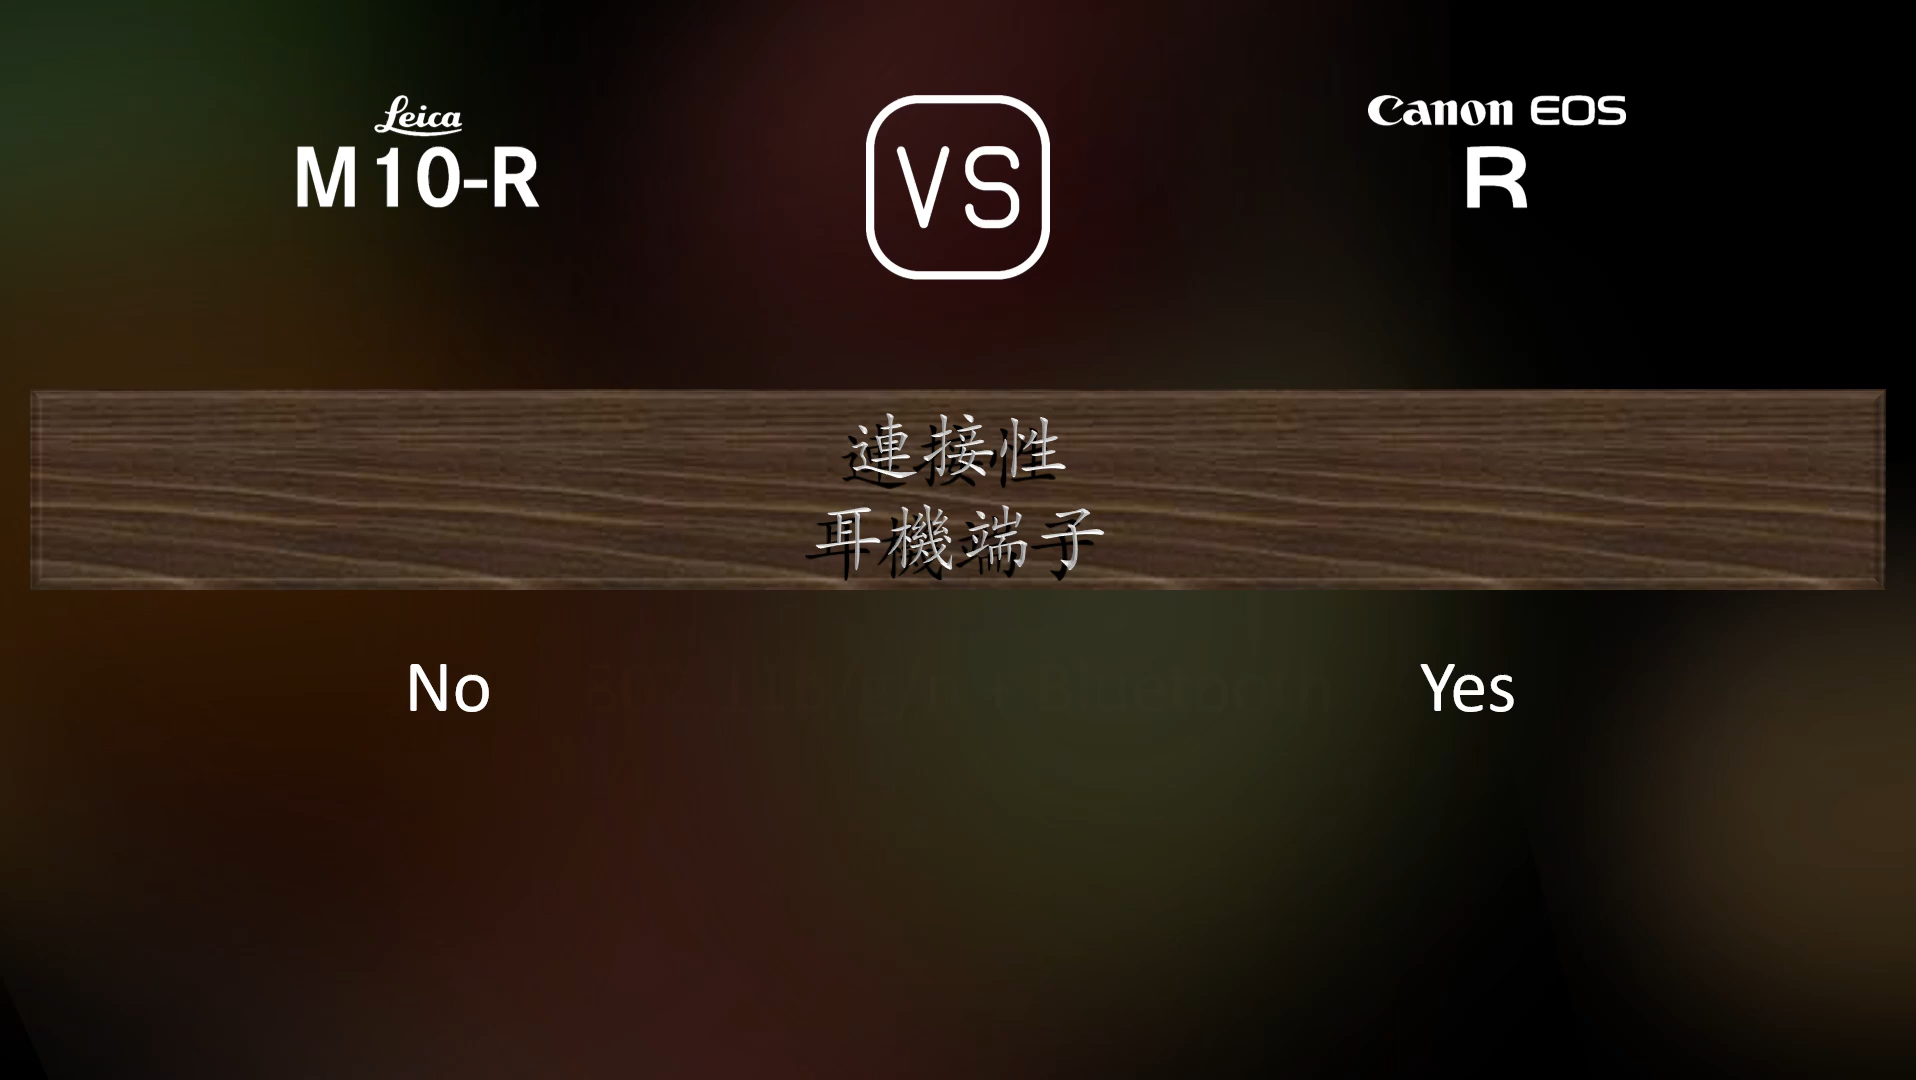 Leica
M10-R
VS
Canon EOS
R
連接性
耳機端子
No
Yes